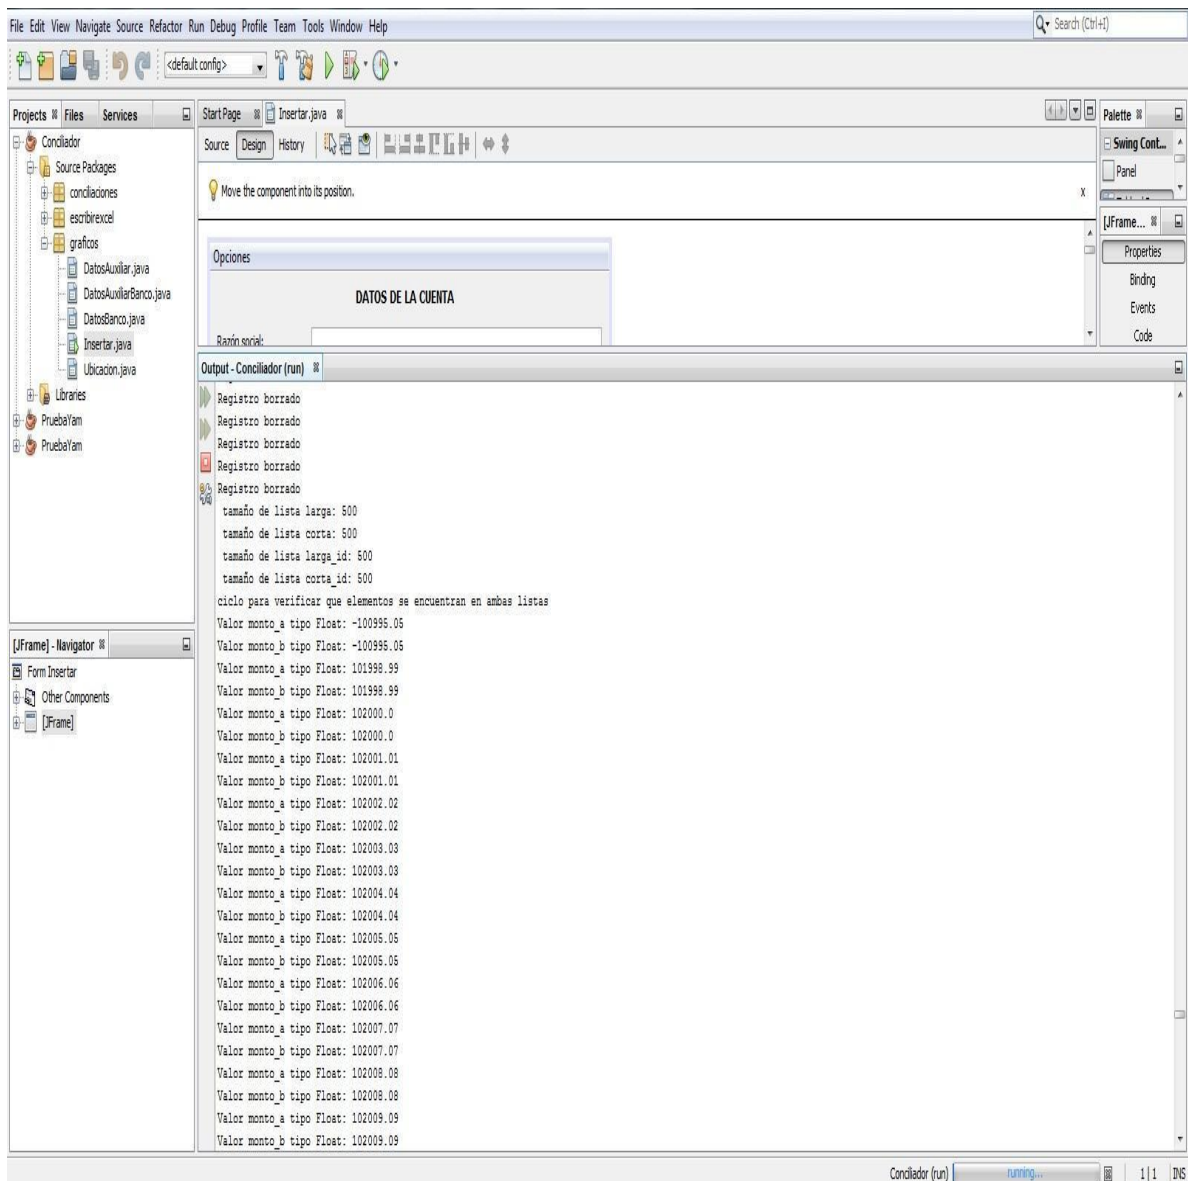 File Edit View Navigate Source Refactor Run Debug Profile Team Tools Window Help
Search (Ctrl+I)
<default config>
Projects Files Services
Conciliador
Source Packages
conciliaciones
escribirexcel
graficos
DatosAuxiliar.java
DatosAuxiliarBanco.java
DatosBanco.java
Insertar.java
Ubicacion.java
Libraries
PruebaYam
PruebaYam
[JFrame] - Navigator
Form Insertar
Other Components
[JFrame]
Start Page Insertar.java
Source Design History
Move the component into its position. x
Opciones
DATOS DE LA CUENTA
Razón social:
Palette
Swing Cont...
Panel
[JFrame...
Properties
Binding
Events
Code
Output - Conciliador (run)
Registro borrado
Registro borrado
Registro borrado
Registro borrado
Registro borrado
tamaño de lista larga: 500
tamaño de lista corta: 500
tamaño de lista larga_id: 500
tamaño de lista corta_id: 500
ciclo para verificar que elementos se encuentran en ambas listas
Valor monto_a tipo Float: -100995.05
Valor monto_b tipo Float: -100995.05
Valor monto_a tipo Float: 101998.99
Valor monto_b tipo Float: 101998.99
Valor monto_a tipo Float: 102000.0
Valor monto_b tipo Float: 102000.0
Valor monto_a tipo Float: 102001.01
Valor monto_b tipo Float: 102001.01
Valor monto_a tipo Float: 102002.02
Valor monto_b tipo Float: 102002.02
Valor monto_a tipo Float: 102003.03
Valor monto_b tipo Float: 102003.03
Valor monto_a tipo Float: 102004.04
Valor monto_b tipo Float: 102004.04
Valor monto_a tipo Float: 102005.05
Valor monto_b tipo Float: 102005.05
Valor monto_a tipo Float: 102006.06
Valor monto_b tipo Float: 102006.06
Valor monto_a tipo Float: 102007.07
Valor monto_b tipo Float: 102007.07
Valor monto_a tipo Float: 102008.08
Valor monto_b tipo Float: 102008.08
Valor monto_a tipo Float: 102009.09
Valor monto_b tipo Float: 102009.09
Conciliador (run) running... 1|1 INS